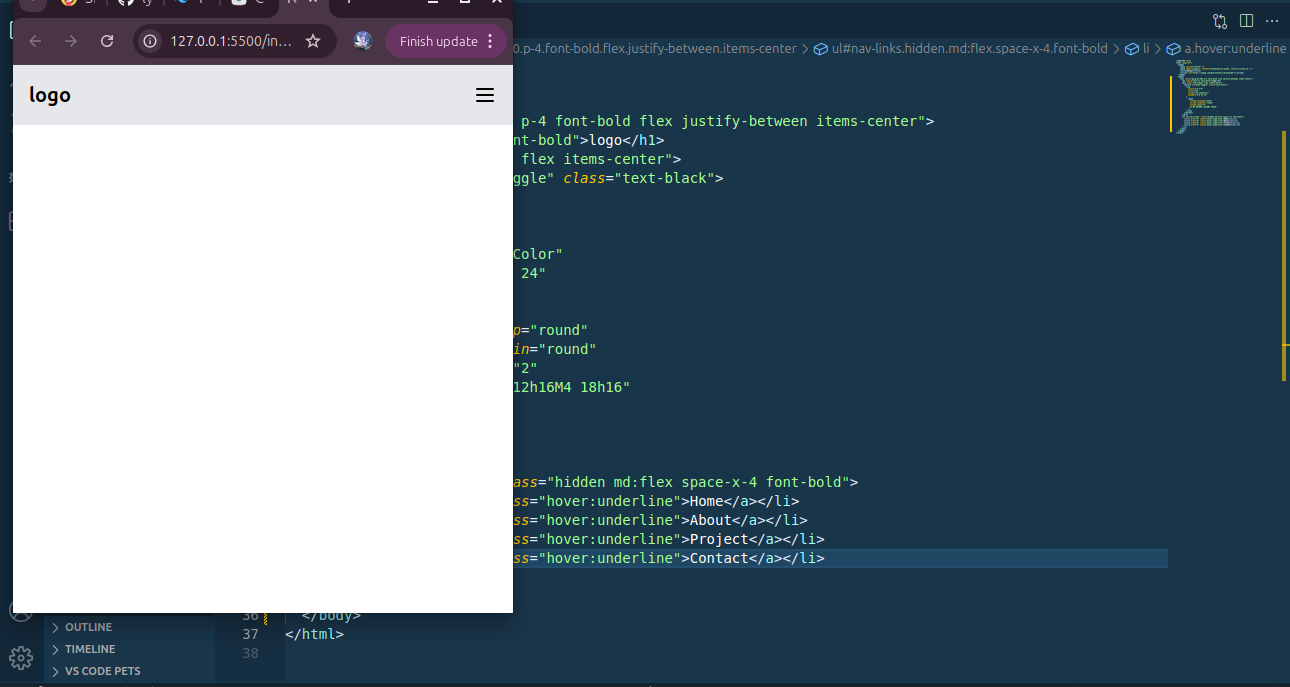 127.0.0.1:5500/in...
Finish update
0.p-4.font-bold.flex.justify-between.items-center
ul#nav-links.hidden.md:flex.space-x-4.font-bold
li
a.hover:underline
logo
p-4 font-bold flex justify-between items-center">
nt-bold">logo</h1>
flex items-center">
ggle" class="text-black">
Color"
24"
p="round"
in="round"
"2"
12h16M4 18h16"
ass="hidden md:flex space-x-4 font-bold">
ss="hover:underline">Home</a></li>
ss="hover:underline">About</a></li>
ss="hover:underline">Project</a></li>
ss="hover:underline">Contact</a></li>
36 </body>
37 </html>
38
OUTLINE
TIMELINE
VS CODE PETS